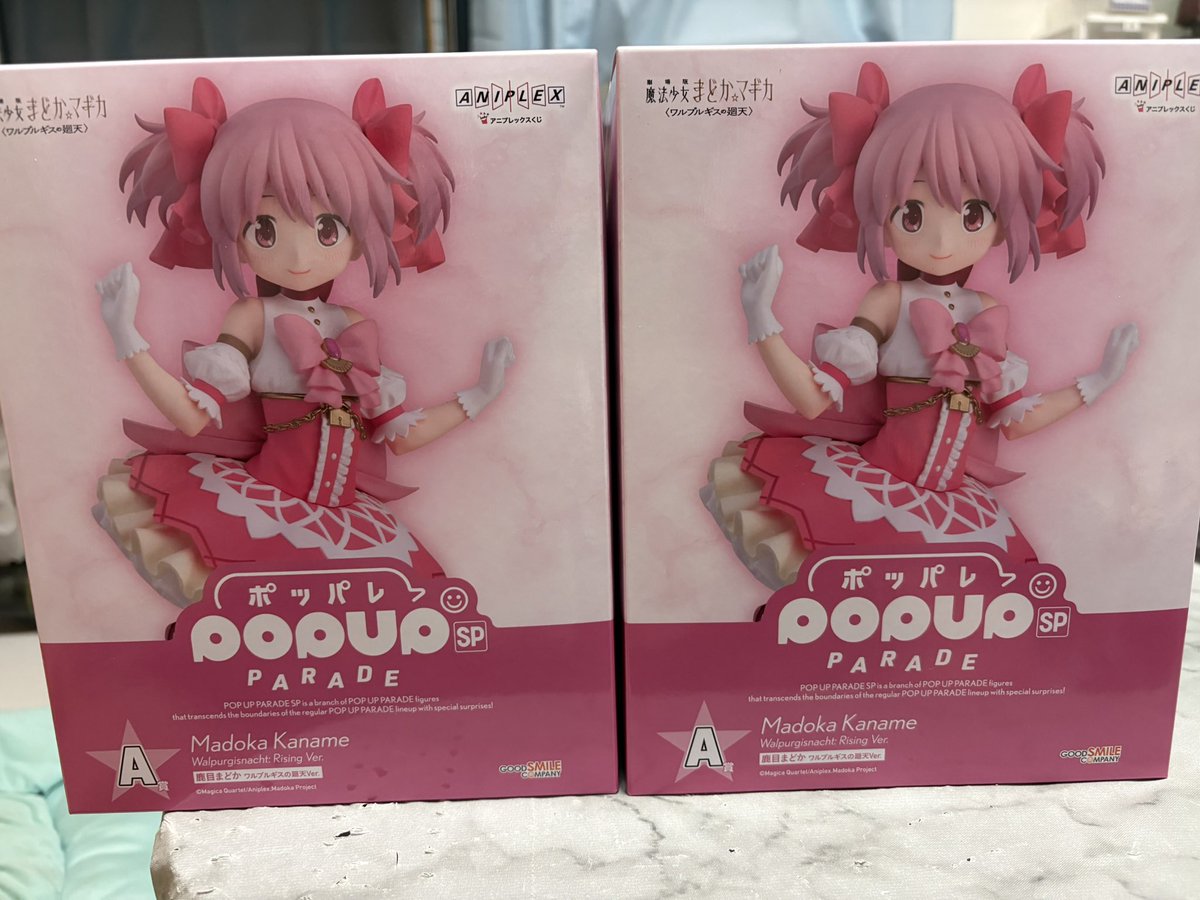 法少女まどか☆マギカ
〈ワルプルギスの廻天〉
ANIPLEX
アニプレックスくじ
ポッパレ
POPUP SP
PARADE
POP UP PARADE SP is a branch of POP UP PARADE figures
that transcends the boundaries of the regular POP UP PARADE lineup with special surprises!
A賞
Madoka Kaname
Walpurgisnacht: Rising Ver.
鹿目まどか ワルプルギスの廻天Ver.
©Magica Quartet/Aniplex,Madoka Project
GOOD SMILE COMPANY
劇場版
魔法少女まどか☆マギカ
〈ワルプルギスの廻天〉
ANIPLE
アニプレックスくじ
ポッパレ
POPUP SP
PARADE
POP UP PARADE SP is a branch of POP UP PARADE figures
that transcends the boundaries of the regular POP UP PARADE lineup with special surprises!
A賞
Madoka Kaname
Walpurgisnacht: Rising Ver.
鹿目まどか ワルプルギスの廻天Ver.
©Magica Quartet/Aniplex,Madoka Project
GOOD SMILE COMPANY